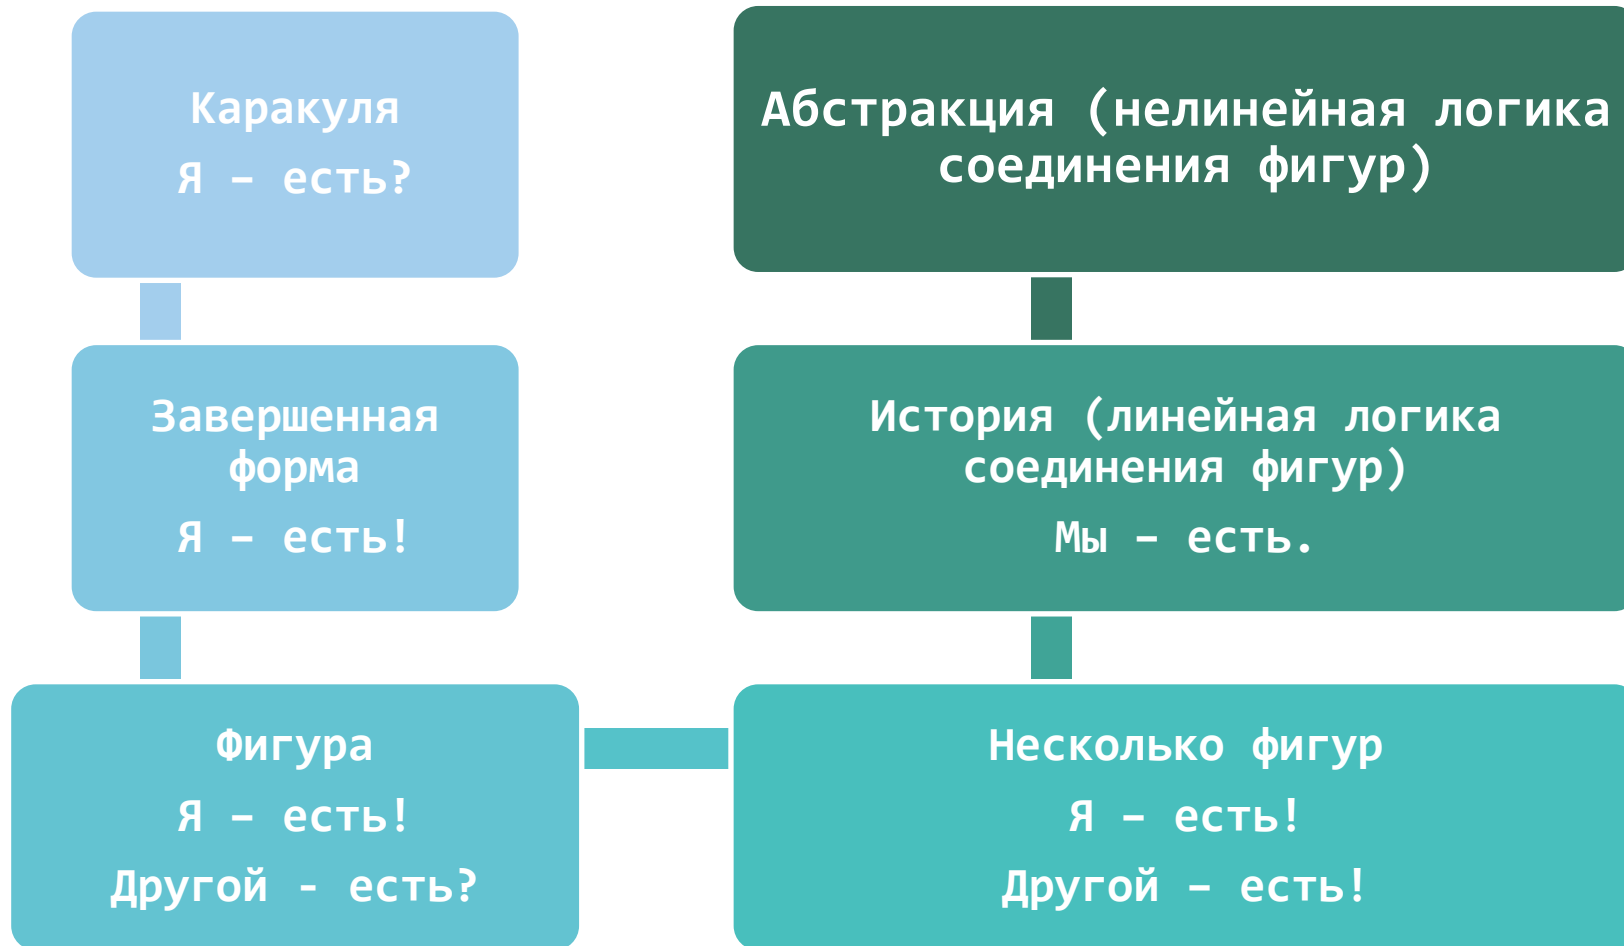 Каракуля
Я – есть?
Завершенная
форма
Я – есть!
Фигура
Я – есть!
Другой - есть?
Несколько фигур
Я – есть!
Другой – есть!
История (линейная логика
соединения фигур)
Мы – есть.
Абстракция (нелинейная логика
соединения фигур)